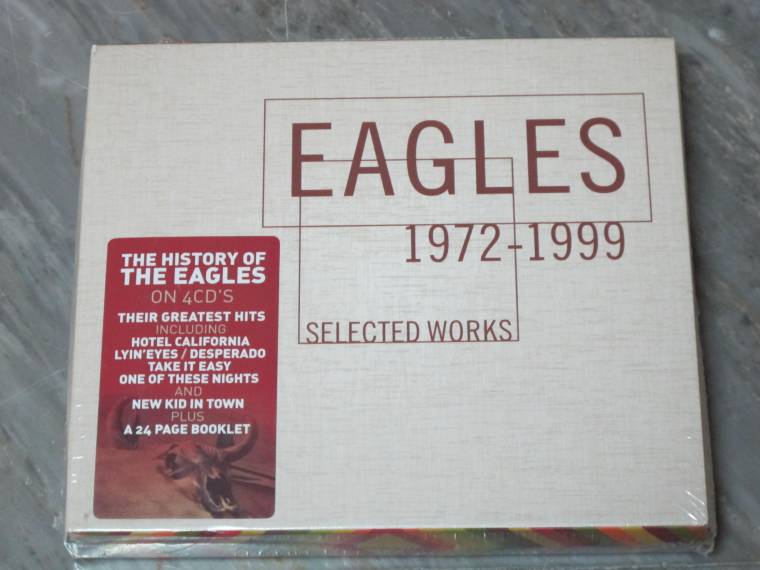 EAGLES
1972-1999
SELECTED WORKS
THE HISTORY OF
THE EAGLES
ON 4CD'S
THEIR GREATEST HITS
INCLUDING
HOTEL CALIFORNIA
LYIN'EYES / DESPERADO
TAKE IT EASY
ONE OF THESE NIGHTS
AND
NEW KID IN TOWN
PLUS
A 24 PAGE BOOKLET